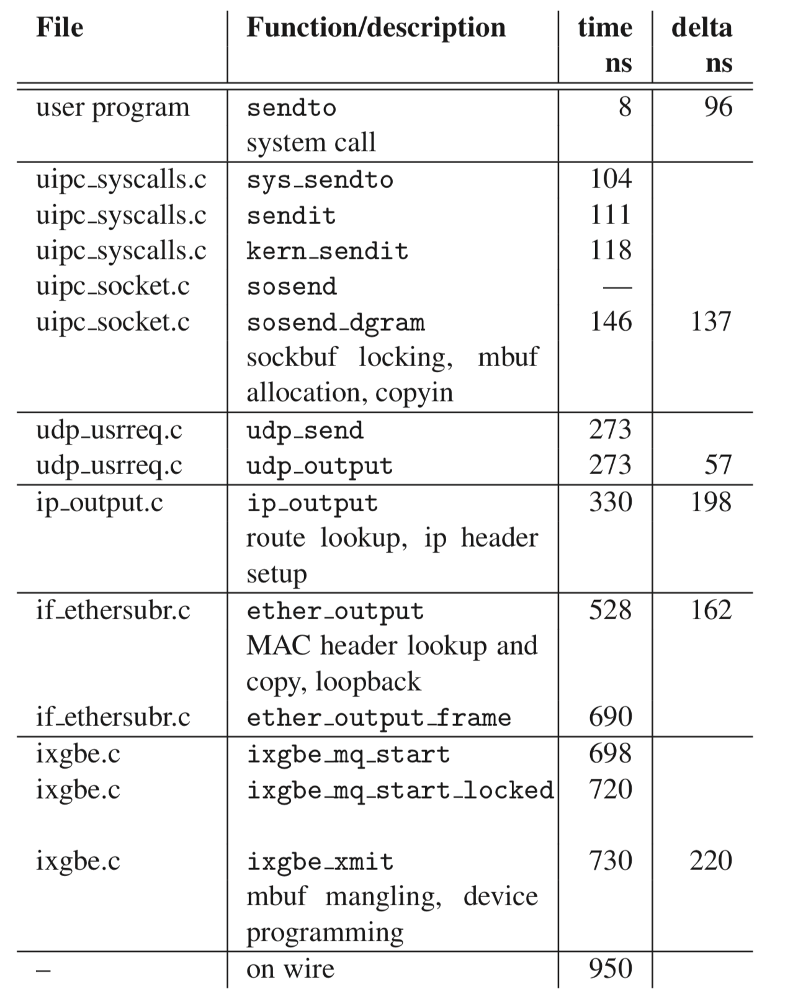 File Function/description time delta
ns ns
user program sendto 8 96
system call
uipc_syscalls.c sys_sendto 104
uipc_syscalls.c sendit 111
uipc_syscalls.c kern_sendit 118
uipc_socket.c sosend —
uipc_socket.c sosend_dgram 146 137
sockbuf locking, mbuf
allocation, copyin
udp_usrreq.c udp_send 273
udp_usrreq.c udp_output 273 57
ip_output.c ip_output 330 198
route lookup, ip header
setup
if_ethersubr.c ether_output 528 162
MAC header lookup and
copy, loopback
if_ethersubr.c ether_output_frame 690
ixgbe.c ixgbe_mq_start 698
ixgbe.c ixgbe_mq_start_locked 720
ixgbe.c ixgbe_xmit 730 220
mbuf mangling, device
programming
– on wire 950